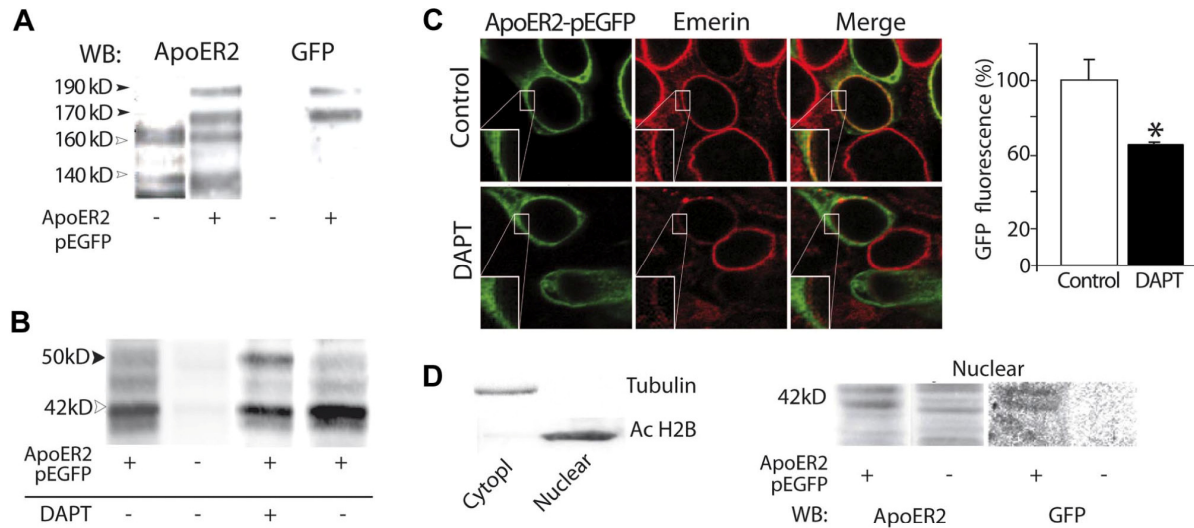 A
WB: ApoER2 GFP
190 kD
170 kD
160 kD
140 kD
ApoER2 - + - +
pEGFP
B
50kD
42kD
ApoER2
pEGFP + - + +
DAPT - - + -
C
ApoER2-pEGFP Emerin Merge
Control
DAPT
GFP fluorescence (%)
100
60
20
0
*
Control DAPT
D
Tubulin
Ac H2B
Cytopl Nuclear
Nuclear
42kD
ApoER2
pEGFP + - + -
WB: ApoER2 GFP